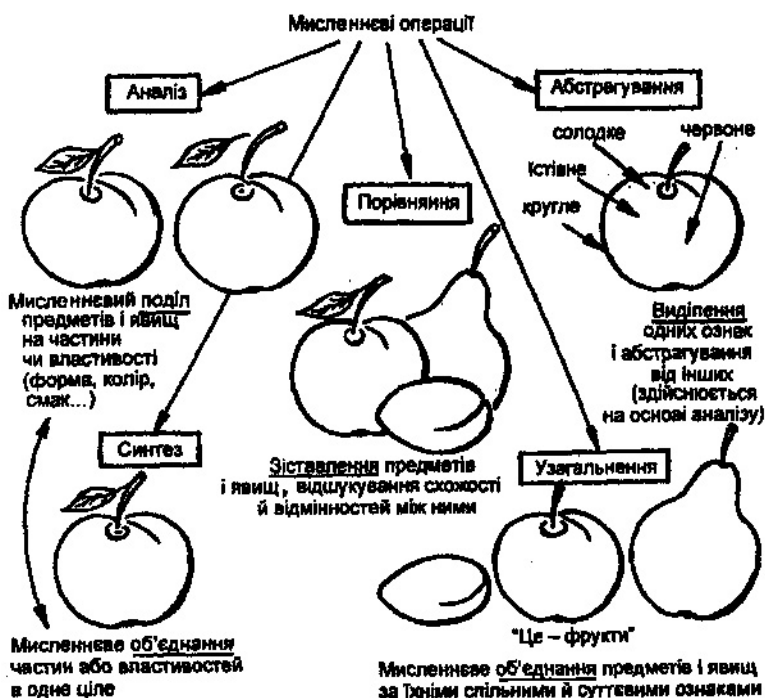 Мисленнєві операції
Аналіз
Абстрагування
солодке
червоне
їстівне
кругле
Порівняння
Мисленнєвий поділ
предметів і явищ
на частини
чи властивості
(форма, колір,
смак...)
Виділення
одних ознак
і абстрагування
від інших
(здійснюється
на основі аналізу)
Синтез
Зіставлення предметів
і явищ, відшукування схожості
й відмінностей між ними
Узагальнення
"Це – фрукти"
Мисленнєве об'єднання
частин або властивостей
в одне ціле
Мисленнєве об'єднання предметів і явищ
за їхніми спільними й суттєвими ознаками